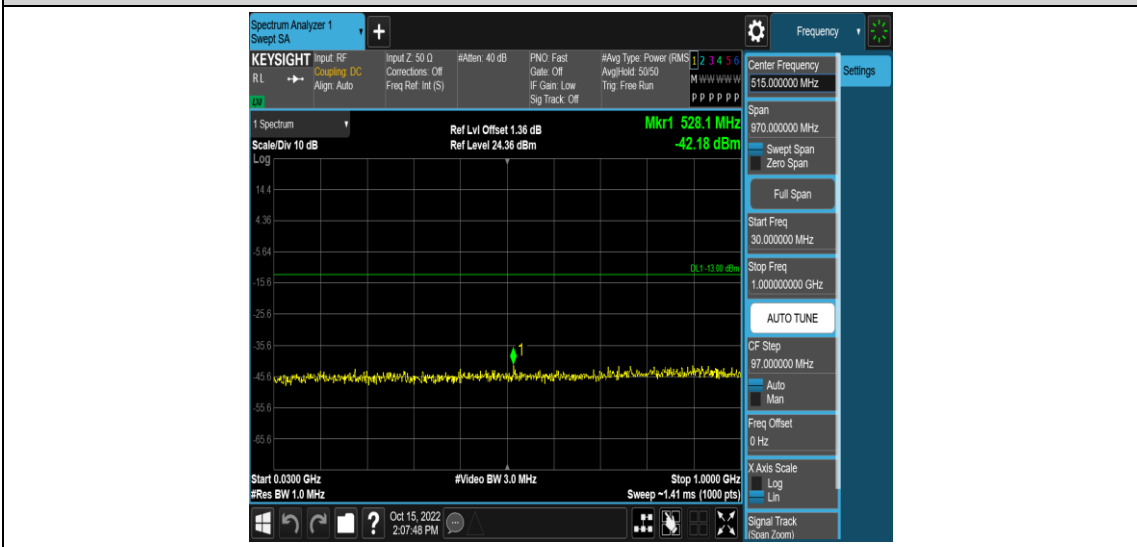 Spectrum Analyzer 1
Swept SA
+
Frequency
KEYSIGHT
RL
LXI
Input: RF
Coupling: DC
Align: Auto
Input Z: 50 Ω
Corrections: Off
Freq Ref: Int (S)
#Atten: 40 dB
PNO: Fast
Gate: Off
IF Gain: Low
Sig Track: Off
#Avg Type: Power (RMS
Avg|Hold: 50/50
Trig: Free Run
1 2 3 4 5 6
M W W W W W
P P P P P P
Center Frequency
515.000000 MHz
Settings
1 Spectrum
Ref Lvl Offset 1.36 dB
Mkr1 528.1 MHz
Scale/Div 10 dB
Ref Level 24.36 dBm
-42.18 dBm
Log
14.4
4.36
-5.64
DL1 -13.00 dBm
-15.6
-25.6
-35.6
1
-45.6
-55.6
-65.6
Start 0.0300 GHz
#Video BW 3.0 MHz
Stop 1.0000 GHz
#Res BW 1.0 MHz
Sweep ~1.41 ms (1000 pts)
Span
970.000000 MHz
Swept Span
Zero Span
Full Span
Start Freq
30.000000 MHz
Stop Freq
1.000000000 GHz
AUTO TUNE
CF Step
97.000000 MHz
Auto
Man
Freq Offset
0 Hz
X Axis Scale
Log
Lin
Signal Track
(Span Zoom)
?
Oct 15, 2022
2:07:48 PM